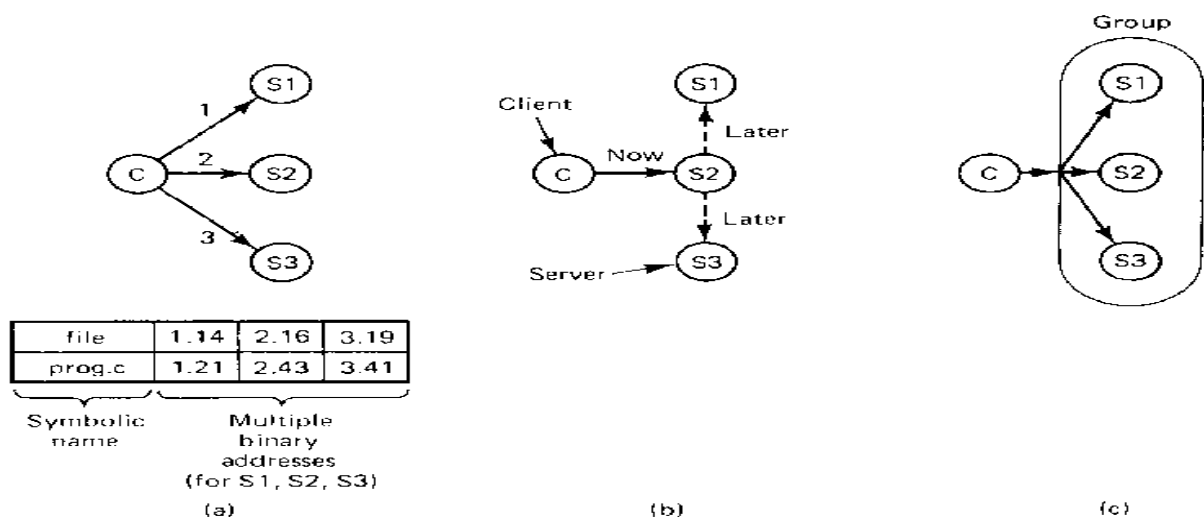 Group
S1
1
C
2
S2
3
S3
Client
S1
Later
Now
C
S2
Later
Server
S3
S1
C
S2
S3
file 1.14 2.16 3.19
prog.c 1.21 2.43 3.41
Symbolic
name
Multiple
binary
addresses
(for S1, S2, S3)
(a)
(b)
(c)